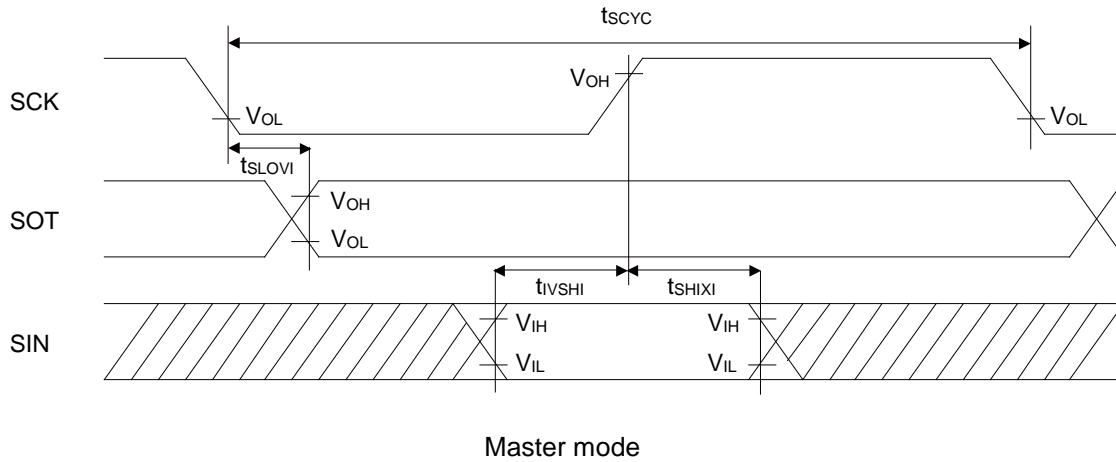 tSCYC
SCK
VOL
VOH
VOL
tSLOVI
SOT
VOH
VOL
tIVSHI
tSHIXI
SIN
VIH
VIH
VIL
VIL
Master mode